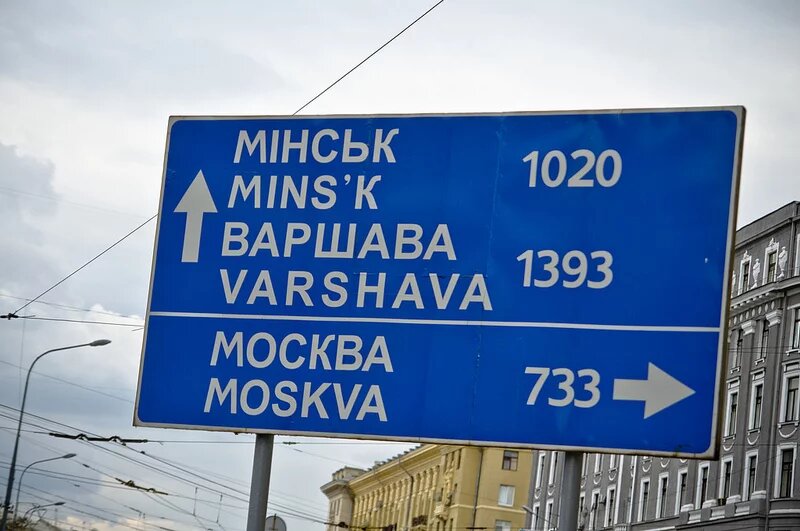 МІНСЬК
MINS'K 1020
ВАРШАВА
VARSHAVA 1393
МОСКВА
MOSKVA 733